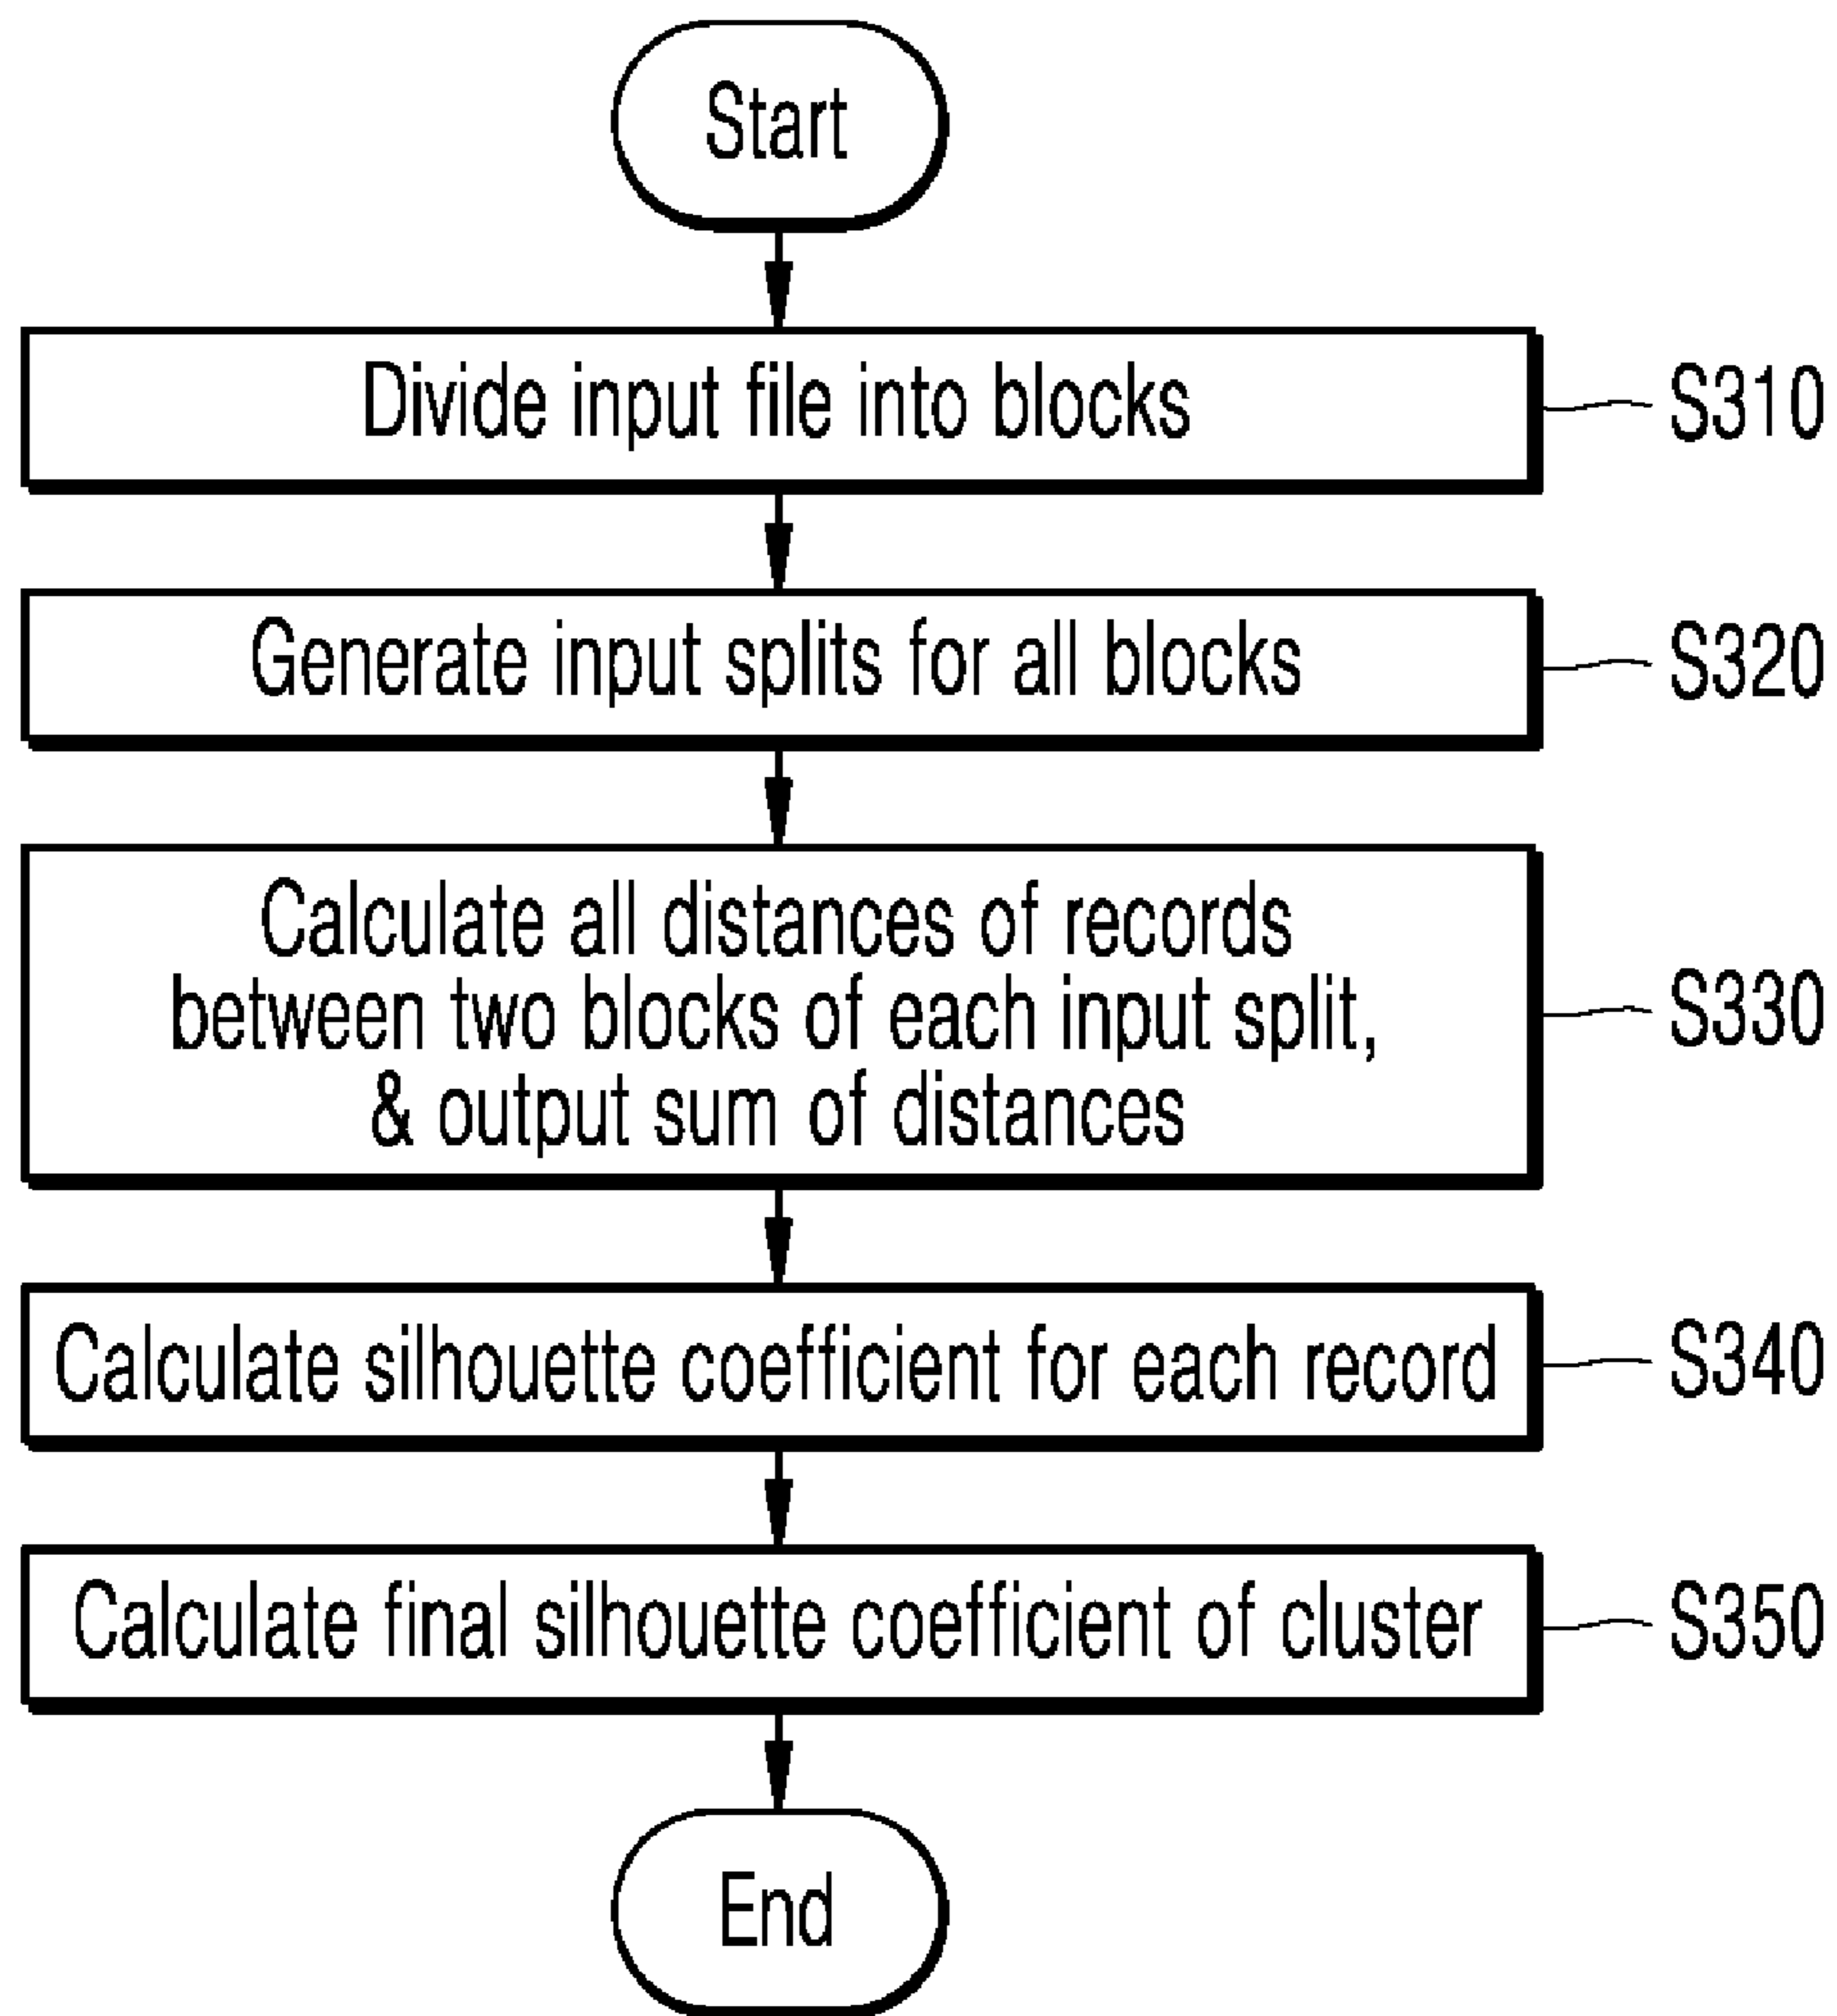 Start
Divide input file into blocks
S310
Generate input splits for all blocks
S320
Calculate all distances of records
between two blocks of each input split,
& output sum of distances
S330
Calculate silhouette coefficient for each record
S340
Calculate final silhouette coefficient of cluster
S350
End